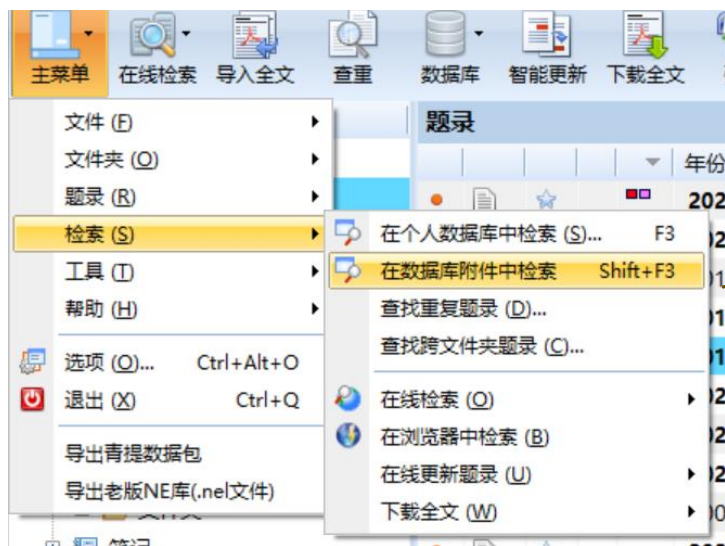 主菜单 在线检索 导入全文 查重 数据库 智能更新 下载全文
文件 (F)
题录
文件夹 (O)
年份
题录 (R)
202
检索 (S)
在个人数据库中检索 (S)... F3
工具 (T)
在数据库附件中检索 Shift+F3
帮助 (H)
查找重复题录 (D)...
查找跨文件夹题录 (C)...
选项 (O)... Ctrl+Alt+O
退出 (X) Ctrl+Q
在线检索 (O)
在浏览器中检索 (B)
导出青提数据包
在线更新题录 (U)
导出老版NE库(.nel文件)
下载全文 (W)
笔记